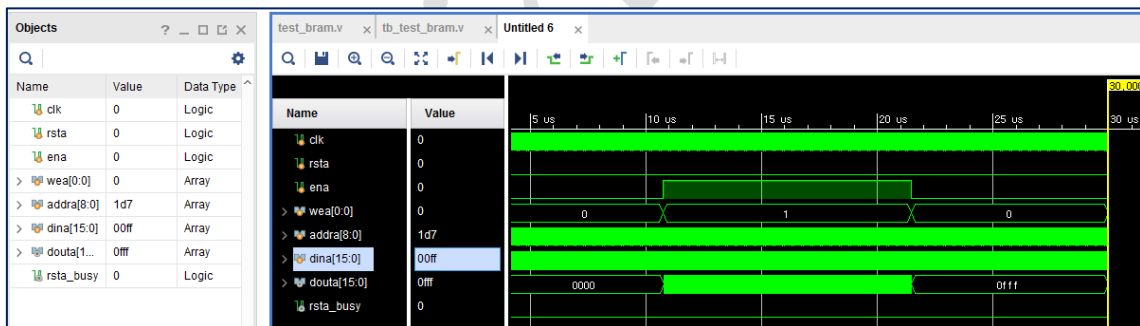 Objects ? _
test_bram.v × tb_test_bram.v × Untitled 6 ×
Name Value Data Type
clk 0 Logic
rsta 0 Logic
ena 0 Logic
wea[0:0] 0 Array
addra[8:0] 1d7 Array
dina[15:0] 00ff Array
douta[1... 0fff Array
rsta_busy 0 Logic
30,000
Name Value
5 us 10 us 15 us 20 us 25 us 30 us
clk 0
rsta 0
ena 0
wea[0:0] 0 0 1 0
addra[8:0] 1d7
dina[15:0] 00ff
douta[15:0] 0fff 0000 0fff
rsta_busy 0